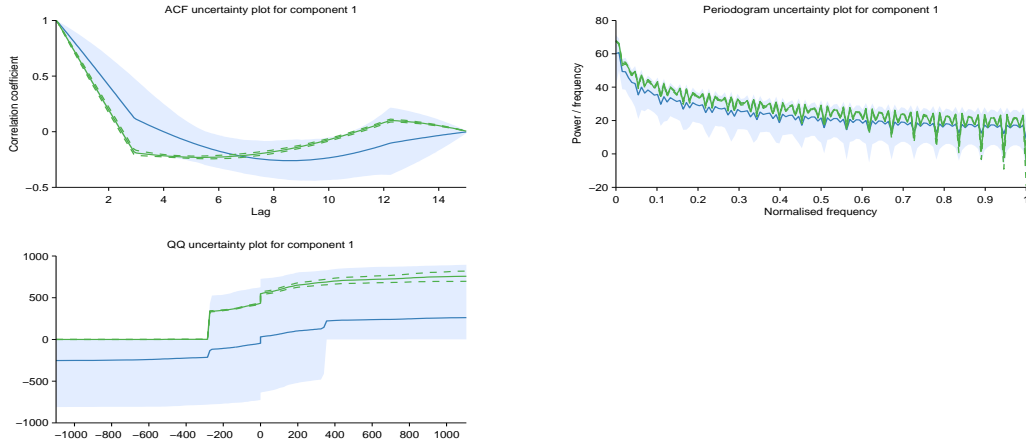 ACF uncertainty plot for component 1
1
0.5
0
−0.5
Correlation coefficient
2 4 6 8 10 12 14
Lag
Periodogram uncertainty plot for component 1
80
60
40
20
0
−20
Power / frequency
0 0.1 0.2 0.3 0.4 0.5 0.6 0.7 0.8 0.9 1
Normalised frequency
QQ uncertainty plot for component 1
1000
500
0
−500
−1000
−1000 −800 −600 −400 −200 0 200 400 600 800 1000